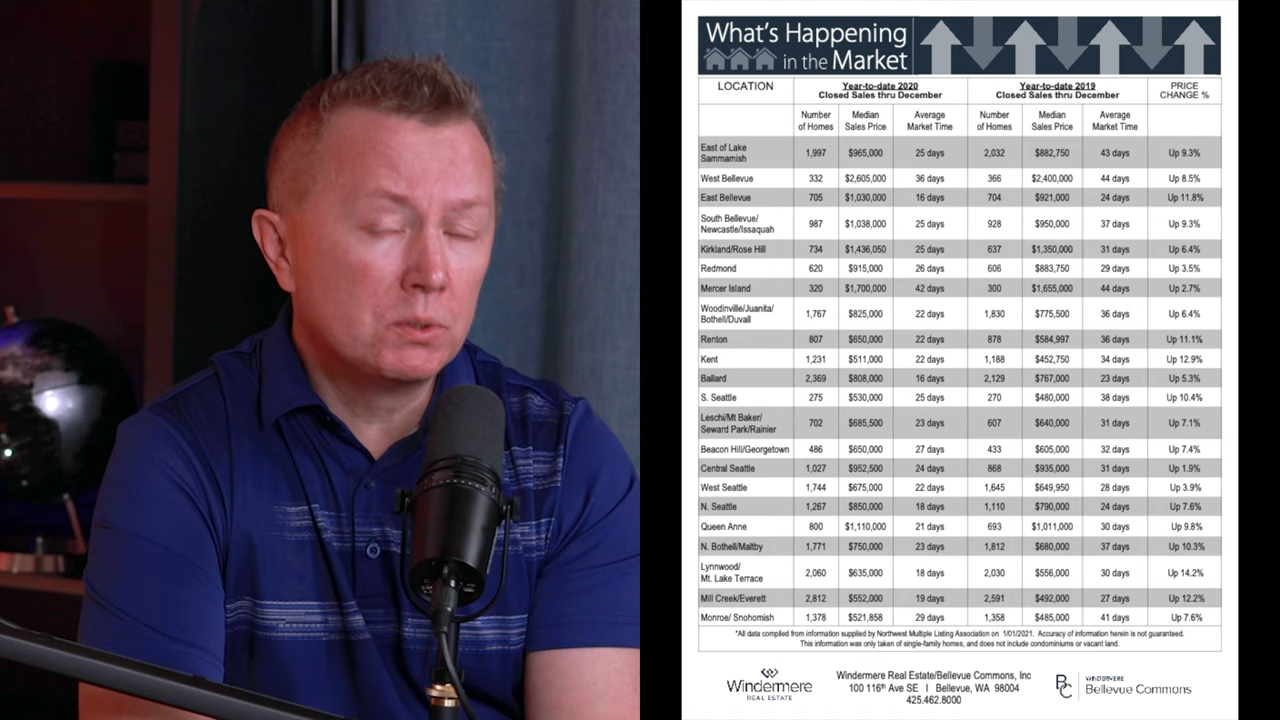 What's Happening
in the Market
LOCATION
Year-to-date 2020
Closed Sales thru December
Year-to-date 2019
Closed Sales thru December
PRICE
CHANGE %
Number
of Homes
Median
Sales Price
Average
Market Time
Number
of Homes
Median
Sales Price
Average
Market Time
East of Lake
Sammamish 1,997 $965,000 25 days 2,032 $882,750 43 days Up 9.3%
West Bellevue 332 $2,605,000 36 days 366 $2,400,000 44 days Up 8.5%
East Bellevue 705 $1,030,000 16 days 704 $921,000 24 days Up 11.8%
South Bellevue/
Newcastle/Issaquah 987 $1,038,000 25 days 928 $950,000 37 days Up 9.3%
Kirkland/Rose Hill 734 $1,436,050 25 days 637 $1,350,000 31 days Up 6.4%
Redmond 620 $915,000 26 days 606 $883,750 29 days Up 3.5%
Mercer Island 320 $1,700,000 42 days 300 $1,655,000 44 days Up 2.7%
Woodinville/Juanita/
Bothell/Duvall 1,767 $825,000 22 days 1,830 $775,500 36 days Up 6.4%
Renton 807 $650,000 22 days 878 $584,997 36 days Up 11.1%
Kent 1,231 $511,000 22 days 1,188 $452,750 34 days Up 12.9%
Ballard 2,369 $808,000 16 days 2,129 $767,000 23 days Up 5.3%
S. Seattle 275 $530,000 25 days 270 $480,000 38 days Up 10.4%
Leschi/Mt Baker/
Seward Park/Rainier 702 $685,500 23 days 607 $640,000 31 days Up 7.1%
Beacon Hill/Georgetown 486 $650,000 27 days 433 $605,000 32 days Up 7.4%
Central Seattle 1,027 $952,500 24 days 868 $935,000 31 days Up 1.9%
West Seattle 1,744 $675,000 22 days 1,645 $649,950 28 days Up 3.9%
N. Seattle 1,267 $850,000 18 days 1,110 $790,000 24 days Up 7.6%
Queen Anne 800 $1,110,000 21 days 693 $1,011,000 30 days Up 9.8%
N. Bothell/Maltby 1,771 $750,000 23 days 1,812 $680,000 37 days Up 10.3%
Lynnwood/
Mt. Lake Terrace 2,060 $635,000 18 days 2,030 $556,000 30 days Up 14.2%
Mill Creek/Everett 2,812 $552,000 19 days 2,591 $492,000 27 days Up 12.2%
Monroe/ Snohomish 1,378 $521,858 29 days 1,358 $485,000 41 days Up 7.6%
*All data compiled from information supplied by Northwest Multiple Listing Association on 1/01/2021. Accuracy of information herein is not guaranteed.
This information was only taken of single-family homes, and does not include condominiums or vacant land.
Windermere
REAL ESTATE
Windermere Real Estate/Bellevue Commons, Inc
100 116th Ave SE I Bellevue, WA 98004
425.462.8000
BC
WINDERMERE
Bellevue Commons